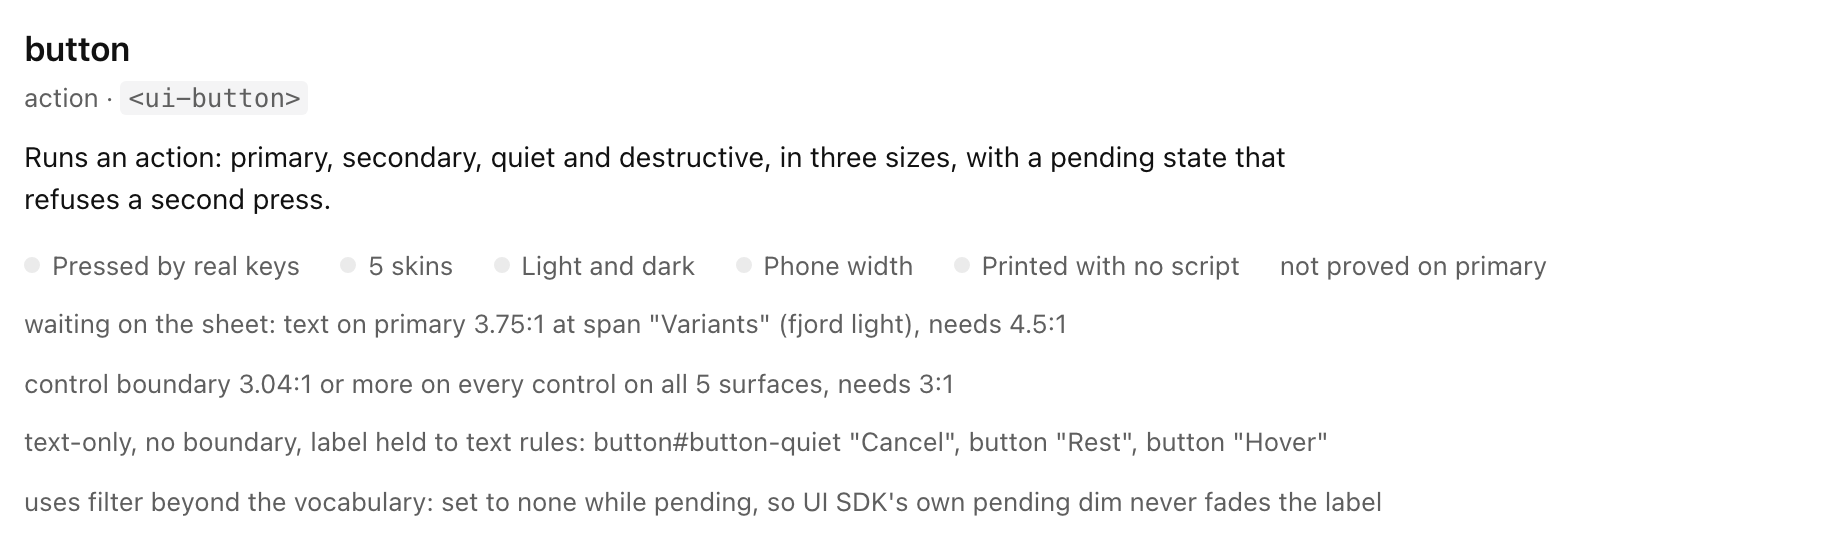 button
action · <ui-button>
Runs an action: primary, secondary, quiet and destructive, in three sizes, with a pending state that
refuses a second press.
Pressed by real keys 5 skins Light and dark Phone width Printed with no script not proved on primary
waiting on the sheet: text on primary 3.75:1 at span "Variants" (fjord light), needs 4.5:1
control boundary 3.04:1 or more on every control on all 5 surfaces, needs 3:1
text-only, no boundary, label held to text rules: button#button-quiet "Cancel", button "Rest", button "Hover"
uses filter beyond the vocabulary: set to none while pending, so UI SDK's own pending dim never fades the label